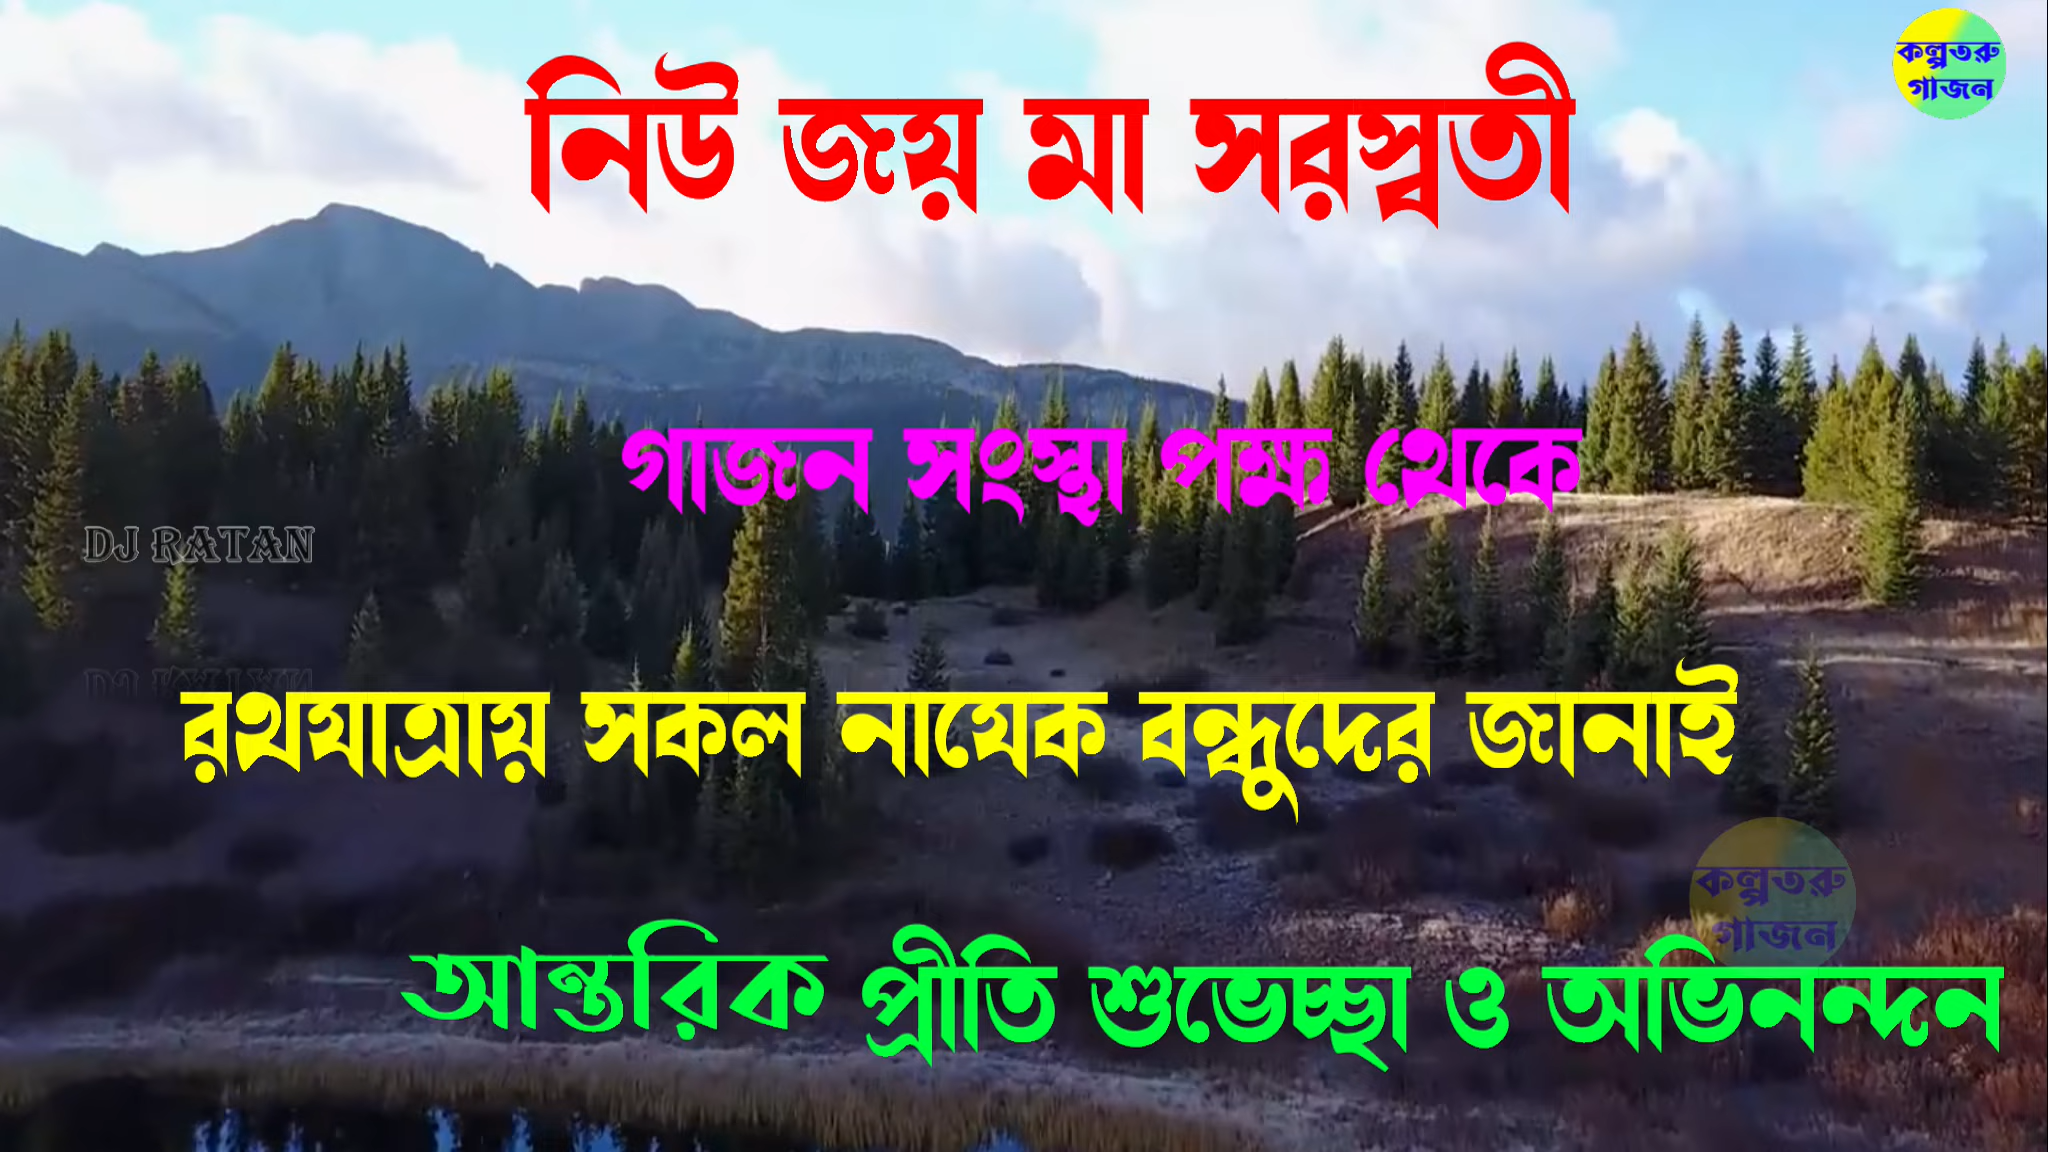 কল্পতরু
গাজন
নিউ জয় মা সরস্বতী
গাজন সংস্থা পক্ষ থেকে
DJ RATAN
রথযাত্রায় সকল নাযেক বন্ধুদের জানাই
কল্পতরু
গাজন
আন্তরিক প্রীতি শুভেচ্ছা ও অভিনন্দন